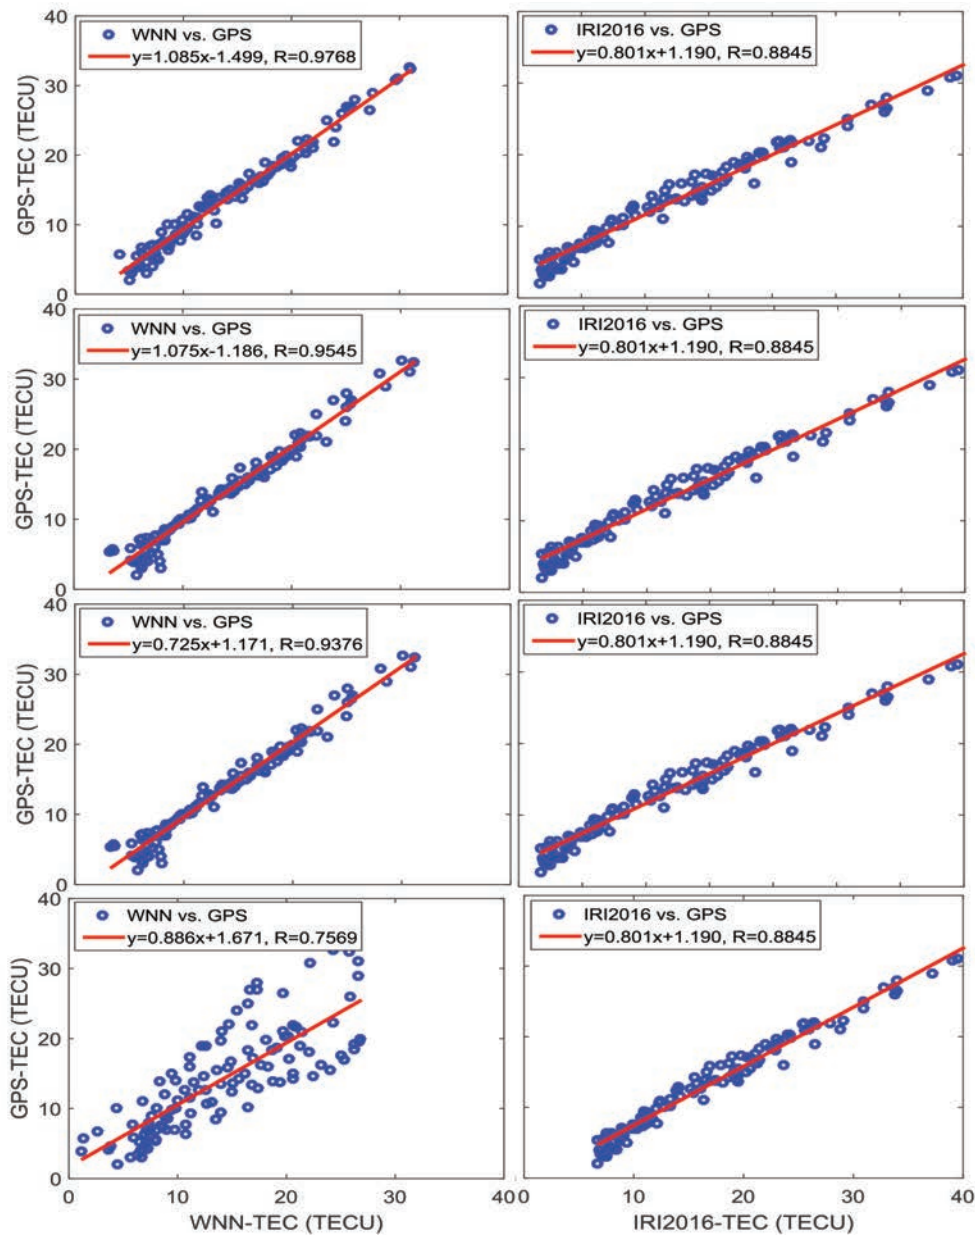 40
WNN vs. GPS
y=1.085x-1.499, R=0.9768
30
20
10
0
GPS-TEC (TECU)
IRI2016 vs. GPS
y=0.801x+1.190, R=0.8845
40
WNN vs. GPS
y=1.075x-1.186, R=0.9545
30
20
10
0
GPS-TEC (TECU)
IRI2016 vs. GPS
y=0.801x+1.190, R=0.8845
40
WNN vs. GPS
y=0.725x+1.171, R=0.9376
30
20
10
0
GPS-TEC (TECU)
IRI2016 vs. GPS
y=0.801x+1.190, R=0.8845
40
WNN vs. GPS
y=0.886x+1.671, R=0.7569
30
20
10
0
GPS-TEC (TECU)
IRI2016 vs. GPS
y=0.801x+1.190, R=0.8845
0 10 20 30 40
WNN-TEC (TECU)
0 10 20 30 40
IRI2016-TEC (TECU)